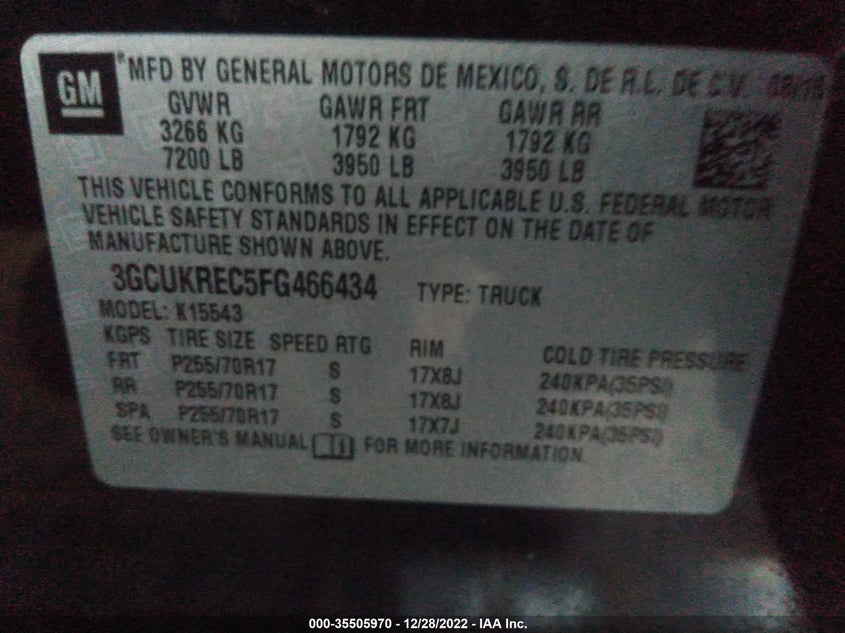 GM
*MFD BY GENERAL MOTORS DE MEXICO, S. DE R.L. DE C.V.
GVWR GAWR FRT GAWR RR
3266 KG 1792 KG 1792 KG
7200 LB 3950 LB 3950 LB
THIS VEHICLE CONFORMS TO ALL APPLICABLE U.S. FEDERAL MOTOR
VEHICLE SAFETY STANDARDS IN EFFECT ON THE DATE OF
MANUFACTURE SHOWN ABOVE.
3GCUKREC5FG466434 TYPE: TRUCK
MODEL: K15543
KGPS TIRE SIZE SPEED RTG RIM COLD TIRE PRESSURE
FRT P255/70R17 S 17X8J 240KPA(35PSI)
RR P255/70R17 S 17X8J 240KPA(35PSI)
SPA P255/70R17 S 17X7J 240KPA(35PSI)
SEE OWNER'S MANUAL FOR MORE INFORMATION.
000-35505970 - 12/28/2022 - IAA Inc.